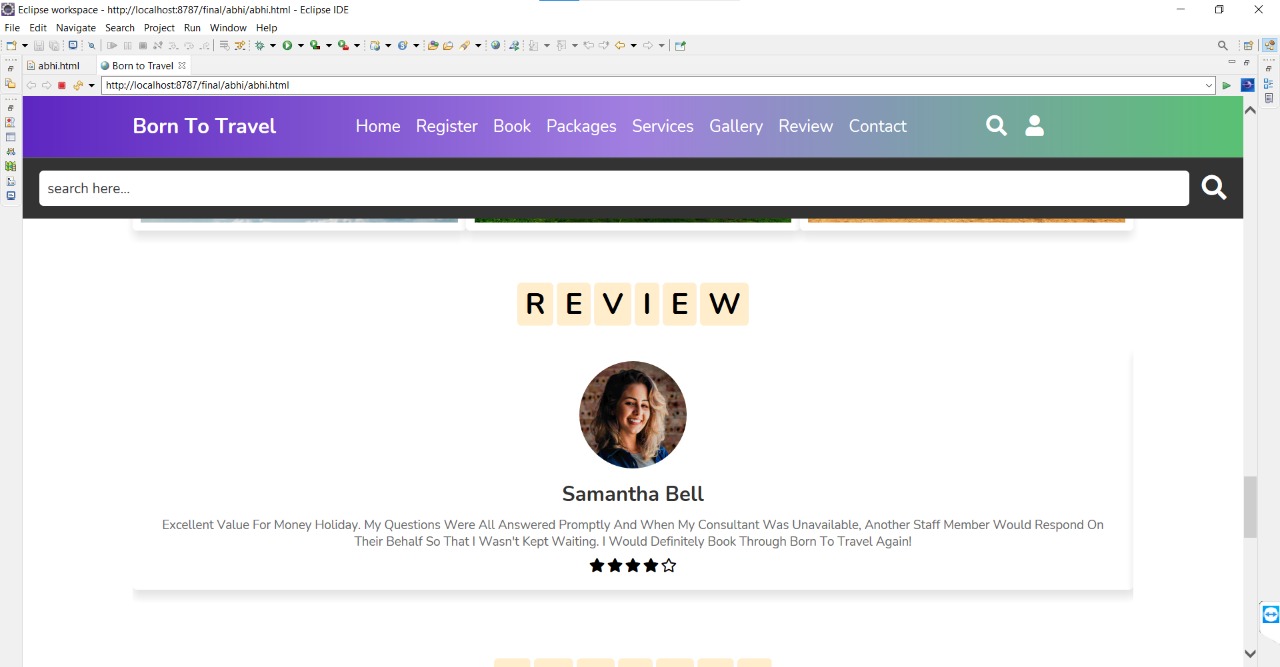 Eclipse workspace - http://localhost:8787/final/abhi/abhi.html - Eclipse IDE
File Edit Navigate Search Project Run Window Help
abhi.html Born to Travel
http://localhost:8787/final/abhi/abhi.html
Born To Travel Home Register Book Packages Services Gallery Review Contact
search here...
REVIEW
Samantha Bell
Excellent Value For Money Holiday. My Questions Were All Answered Promptly And When My Consultant Was Unavailable, Another Staff Member Would Respond On
Their Behalf So That I Wasn't Kept Waiting. I Would Definitely Book Through Born To Travel Again!